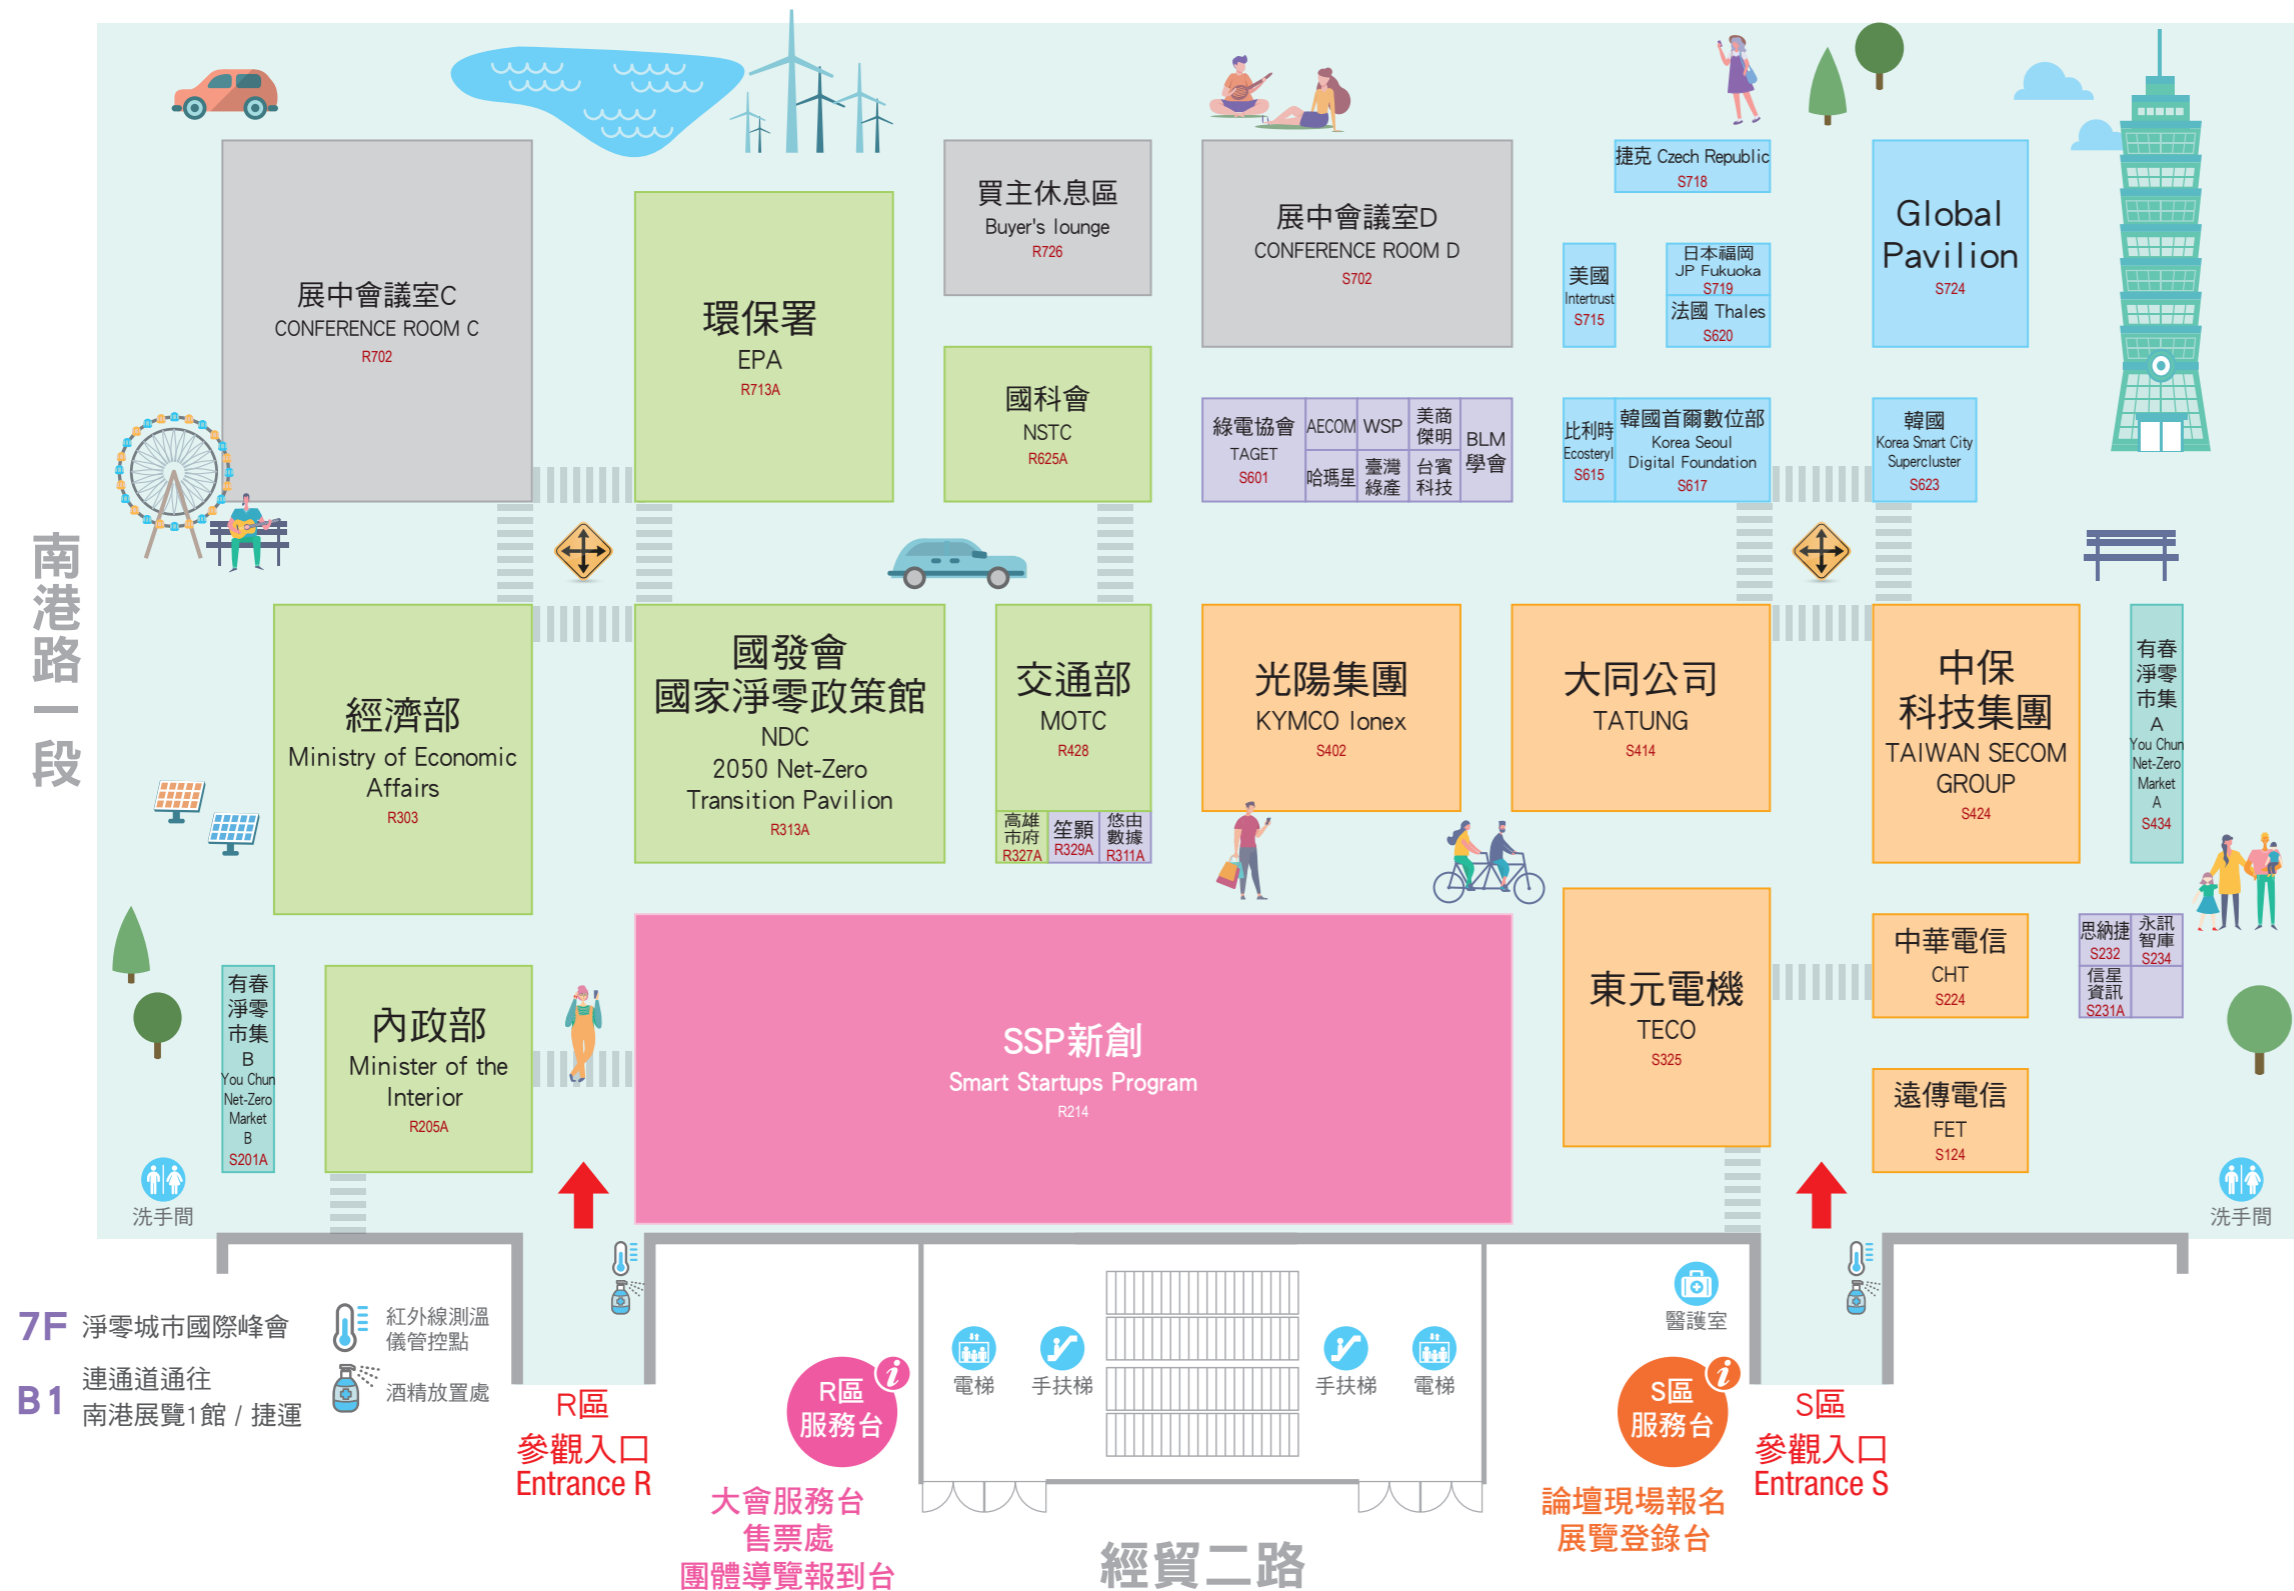 展中會議室C
CONFERENCE ROOM C
R702
環保署
EPA
R713A
買主休息區
Buyer's lounge
R726
國科會
NSTC
R625A
展中會議室D
CONFERENCE ROOM D
S702
捷克 Czech Republic
S718
美國
Intertrust
S715
日本福岡
JP Fukuoka
S719
法國 Thales
S620
Global
Pavilion
S724
綠電協會
TAGET
S601
AECOM
WSP
美商
傑明
BLM
學會
哈瑪星
臺灣
綠產
台賓
科技
比利時
Ecosteryl
S615
韓國首爾數位部
Korea Seoul
Digital Foundation
S617
韓國
Korea Smart City
Supercluster
S623
南港路一段
經濟部
Ministry of Economic
Affairs
R303
國發會
國家淨零政策館
NDC
2050 Net-Zero
Transition Pavilion
R313A
交通部
MOTC
R428
高雄
市府
R327A
笙顥
R329A
悠由
數據
R311A
光陽集團
KYMCO Ionex
S402
大同公司
TATUNG
S414
中保
科技集團
TAIWAN SECOM
GROUP
S424
有春
淨零
市集
A
You Chun
Net-Zero
Market
A
S434
有春
淨零
市集
B
You Chun
Net-Zero
Market
B
S201A
內政部
Minister of the
Interior
R205A
SSP新創
Smart Startups Program
R214
東元電機
TECO
S325
中華電信
CHT
S224
思納捷
S232
永訊
智庫
S234
信星
資訊
S231A
遠傳電信
FET
S124
洗手間
洗手間
7F 淨零城市國際峰會
B1 連通道通往
南港展覽1館 / 捷運
紅外線測溫
儀管控點
酒精放置處
R區
參觀入口
Entrance R
R區
服務台
i
大會服務台
售票處
團體導覽報到台
電梯
手扶梯
手扶梯
電梯
醫護室
S區
服務台
i
論壇現場報名
展覽登錄台
S區
參觀入口
Entrance S
經貿二路